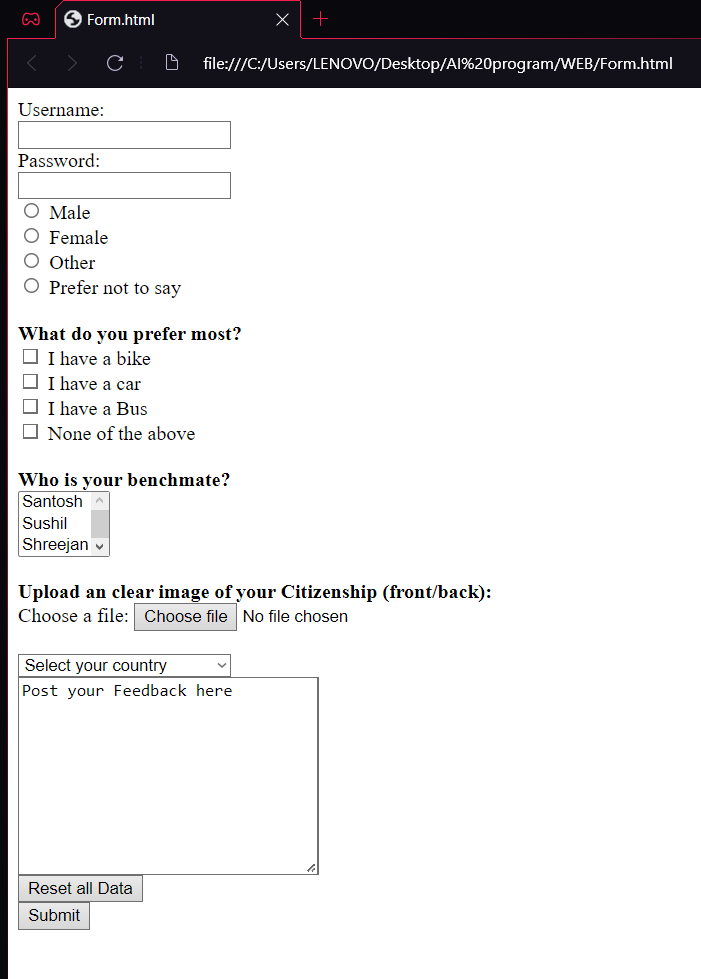 Form.html
file:///C:/Users/LENOVO/Desktop/AI%20program/WEB/Form.html
Username:
Password:
Male
Female
Other
Prefer not to say
What do you prefer most?
I have a bike
I have a car
I have a Bus
None of the above
Who is your benchmate?
Santosh
Sushil
Shreejan
Upload an clear image of your Citizenship (front/back):
Choose a file: Choose file No file chosen
Select your country
Post your Feedback here
Reset all Data
Submit